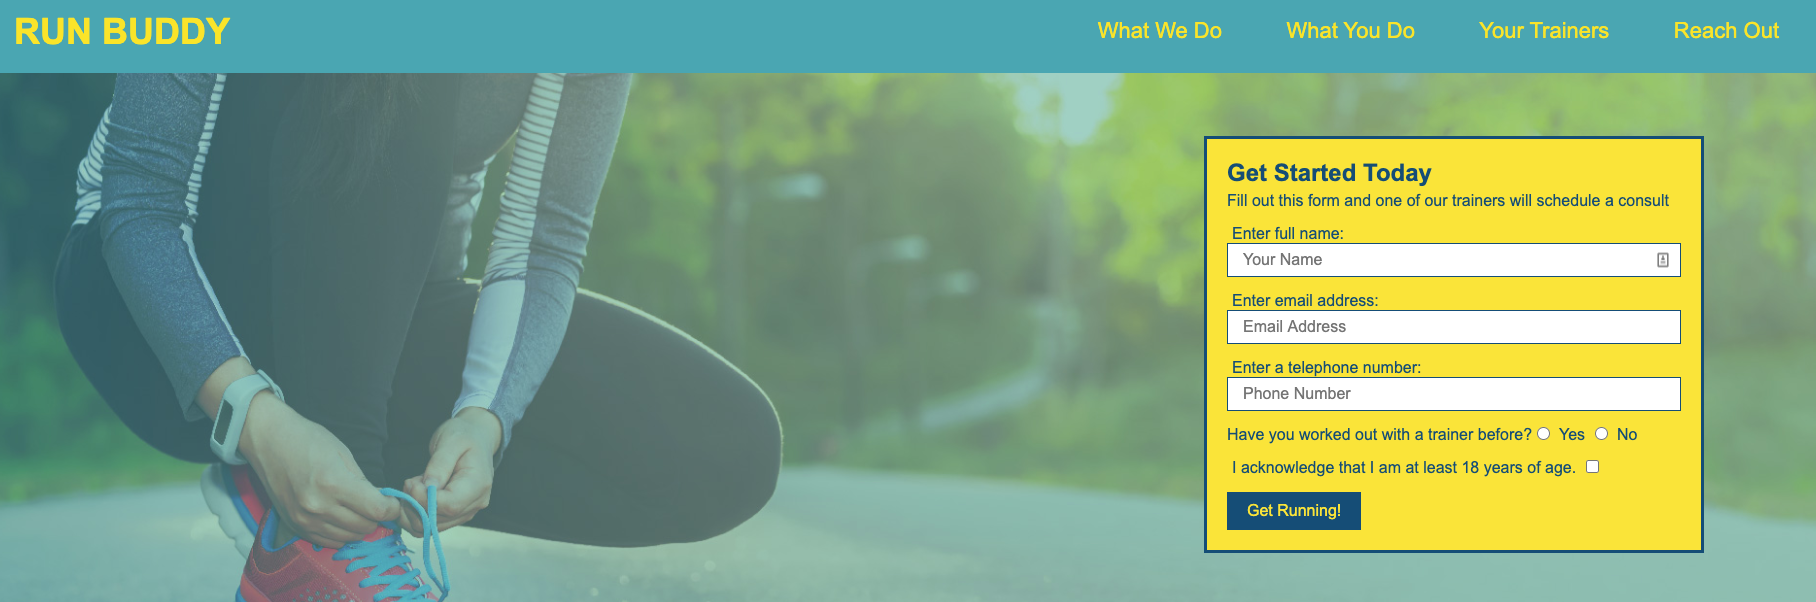 RUN BUDDY
What We Do
What You Do
Your Trainers
Reach Out
Get Started Today
Fill out this form and one of our trainers will schedule a consult
Enter full name:
Your Name
Enter email address:
Email Address
Enter a telephone number:
Phone Number
Have you worked out with a trainer before? Yes No
I acknowledge that I am at least 18 years of age.
Get Running!